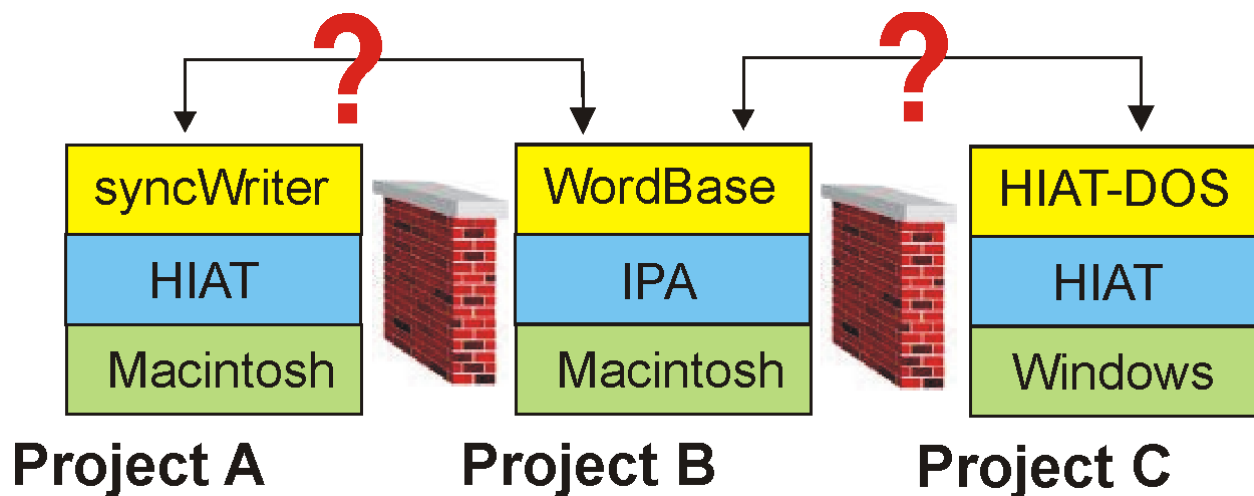 ? ?
syncWriter WordBase HIAT-DOS
HIAT IPA HIAT
Macintosh Macintosh Windows
Project A Project B Project C